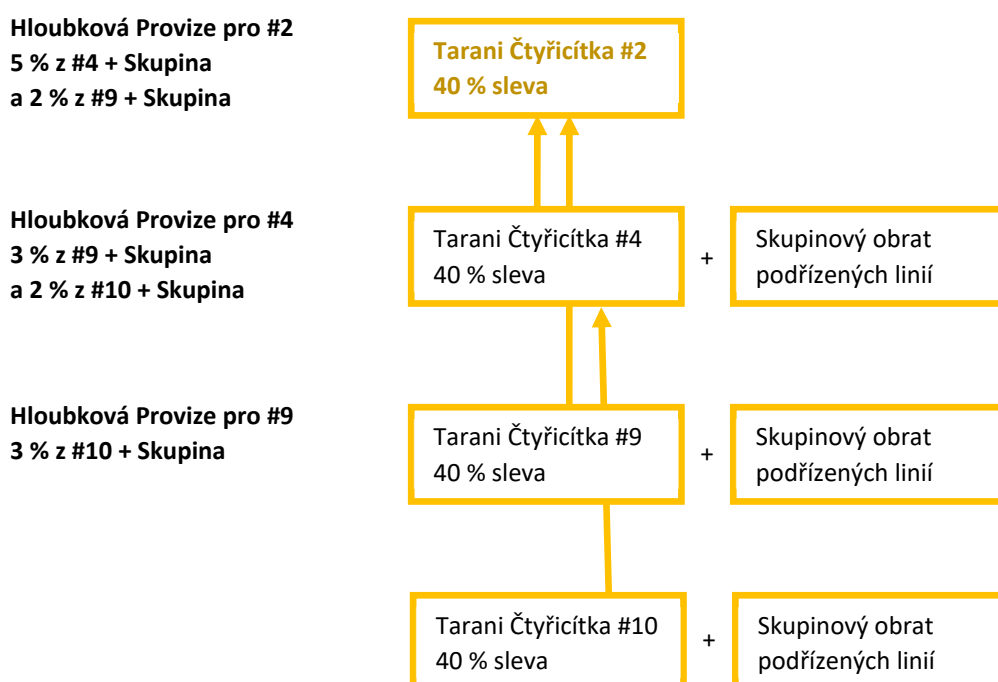 Hloubková Provize pro #2
5 % z #4 + Skupina
a 2 % z #9 + Skupina
Tarani Čtyřicítka #2
40 % sleva
Hloubková Provize pro #4
3 % z #9 + Skupina
a 2 % z #10 + Skupina
Tarani Čtyřicítka #4
40 % sleva
+
Skupinový obrat
podřízených linií
Hloubková Provize pro #9
3 % z #10 + Skupina
Tarani Čtyřicítka #9
40 % sleva
+
Skupinový obrat
podřízených linií
Tarani Čtyřicítka #10
40 % sleva
+
Skupinový obrat
podřízených linií